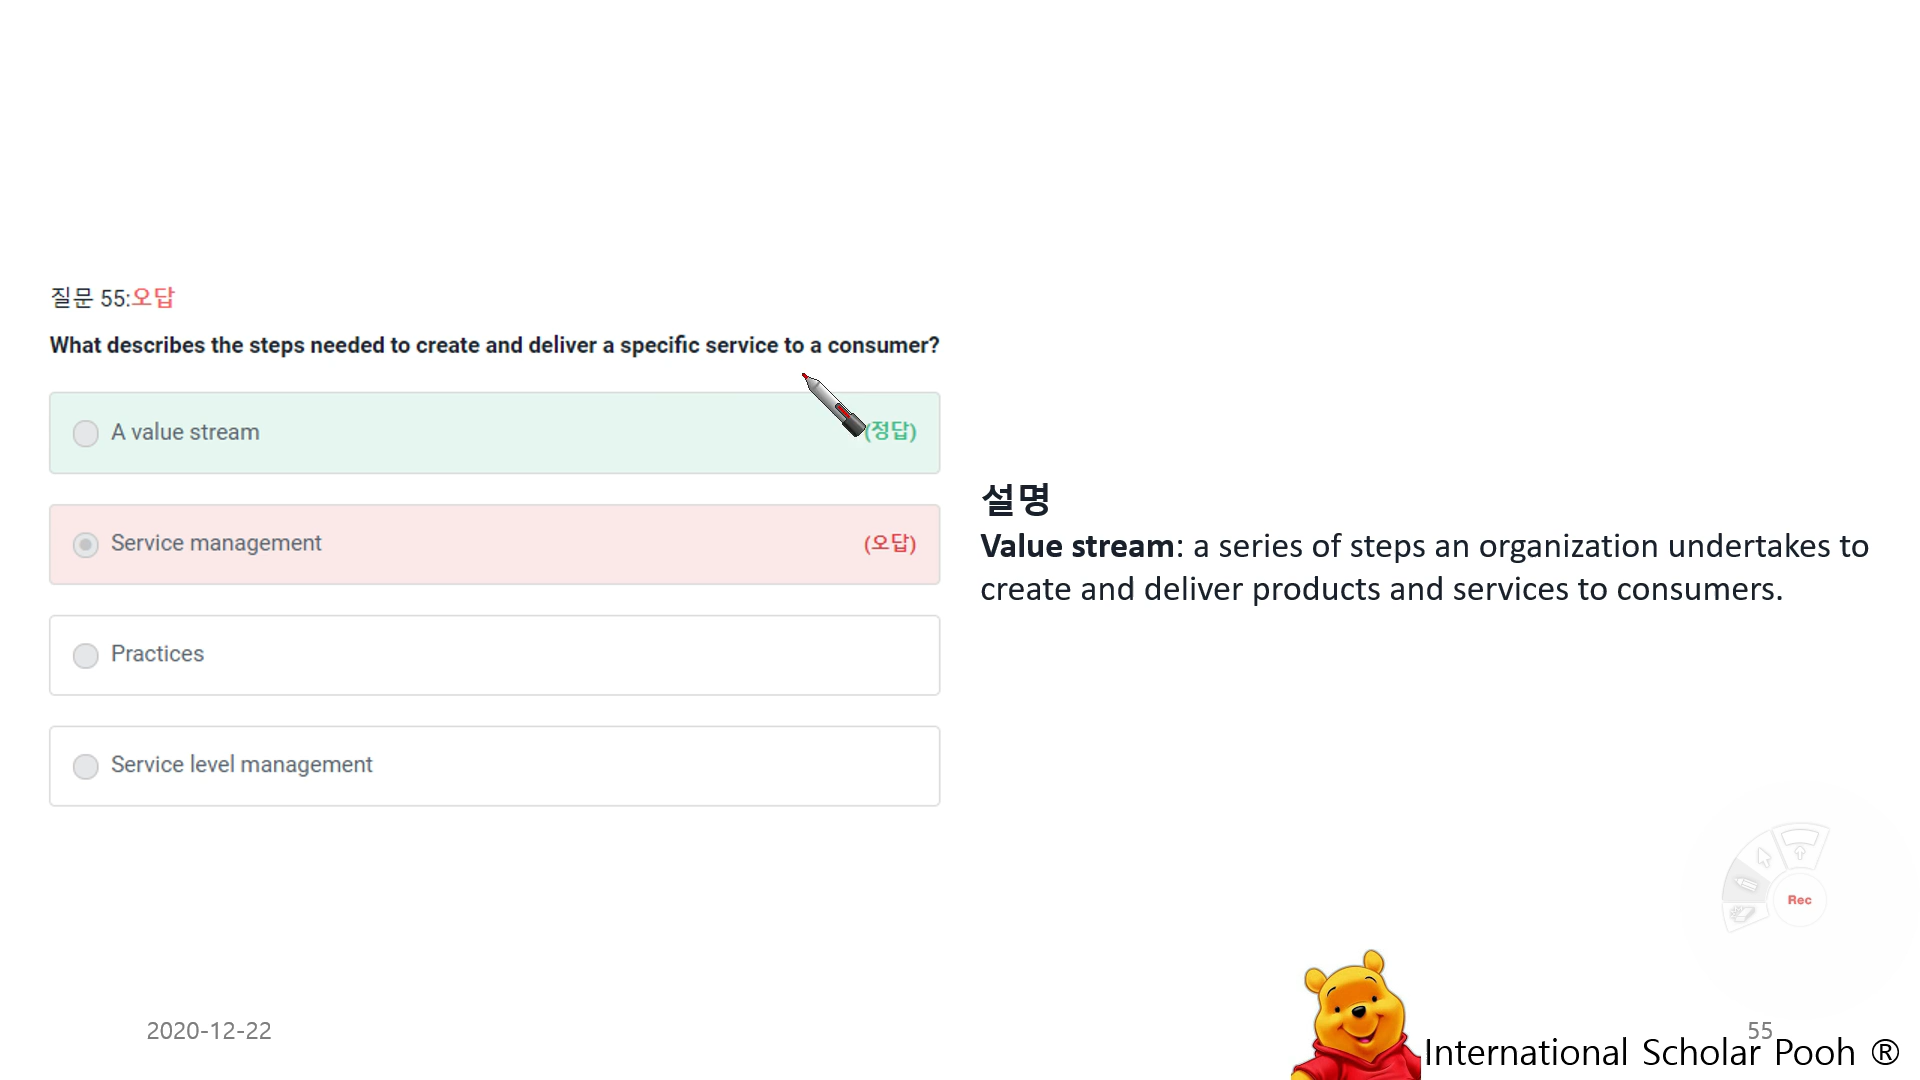 질문 55:오답
What describes the steps needed to create and deliver a specific service to a consumer?
A value stream (정답)
Service management (오답)
Practices
Service level management
설명
Value stream: a series of steps an organization undertakes to
create and deliver products and services to consumers.
Rec
2020-12-22
55
International Scholar Pooh ®